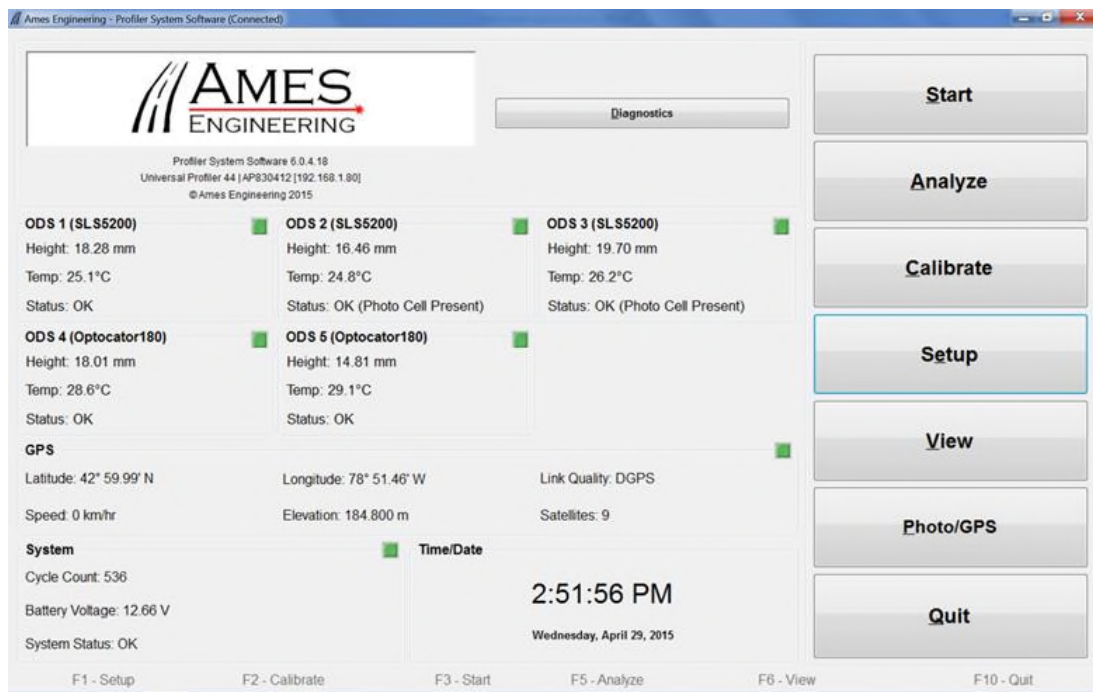 Ames Engineering - Profiler System Software (Connected)
AMES
ENGINEERING
Diagnostics
Profiler System Software 6.0.4.18
Universal Profiler 44 | AP830412 [192.168.1.80]
© Ames Engineering 2015
ODS 1 (SLS5200)
Height: 18.28 mm
Temp: 25.1°C
Status: OK
ODS 2 (SLS5200)
Height: 16.46 mm
Temp: 24.8°C
Status: OK (Photo Cell Present)
ODS 3 (SLS5200)
Height: 19.70 mm
Temp: 26.2°C
Status: OK (Photo Cell Present)
ODS 4 (Optocator180)
Height: 18.01 mm
Temp: 28.6°C
Status: OK
ODS 5 (Optocator180)
Height: 14.81 mm
Temp: 29.1°C
Status: OK
GPS
Latitude: 42° 59.99' N
Longitude: 78° 51.46' W
Link Quality: DGPS
Speed: 0 km/hr
Elevation: 184.800 m
Satellites: 9
System
Cycle Count: 536
Battery Voltage: 12.66 V
System Status: OK
Time/Date
2:51:56 PM
Wednesday, April 29, 2015
Start
Analyze
Calibrate
Setup
View
Photo/GPS
Quit
F1 - Setup
F2 - Calibrate
F3 - Start
F5 - Analyze
F6 - View
F10 - Quit